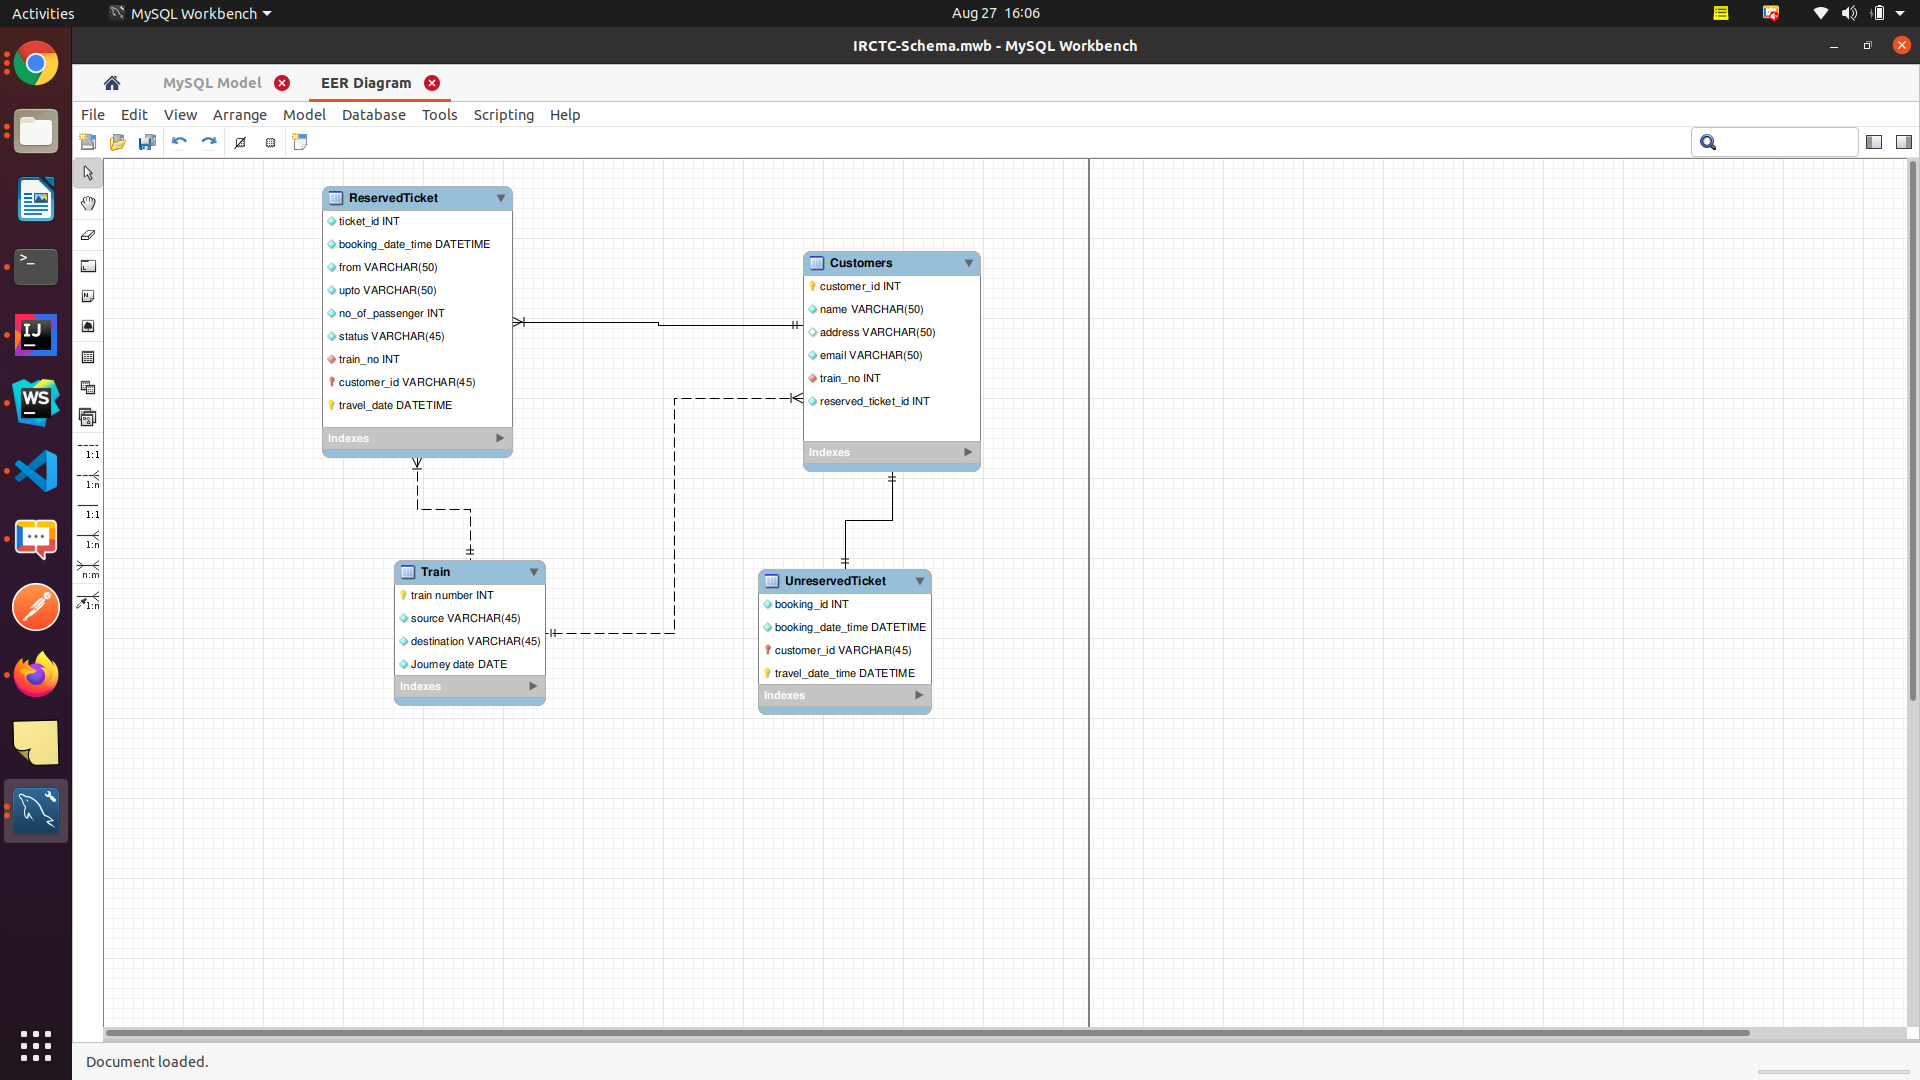 Activities
MySQL Workbench
Aug 27 16:06
IRCTC-Schema.mwb - MySQL Workbench
MySQL Model
EER Diagram
File Edit View Arrange Model Database Tools Scripting Help
ReservedTicket
ticket_id INT
booking_date_time DATETIME
from VARCHAR(50)
upto VARCHAR(50)
no_of_passenger INT
status VARCHAR(45)
train_no INT
customer_id VARCHAR(45)
travel_date DATETIME
Indexes
Customers
customer_id INT
name VARCHAR(50)
address VARCHAR(50)
email VARCHAR(50)
train_no INT
reserved_ticket_id INT
Indexes
Train
train number INT
source VARCHAR(45)
destination VARCHAR(45)
Journey date DATE
Indexes
UnreservedTicket
booking_id INT
booking_date_time DATETIME
customer_id VARCHAR(45)
travel_date_time DATETIME
Indexes
1:1
1:n
1:1
1:n
n:m
1:n
>_
IJ
WS
Document loaded.